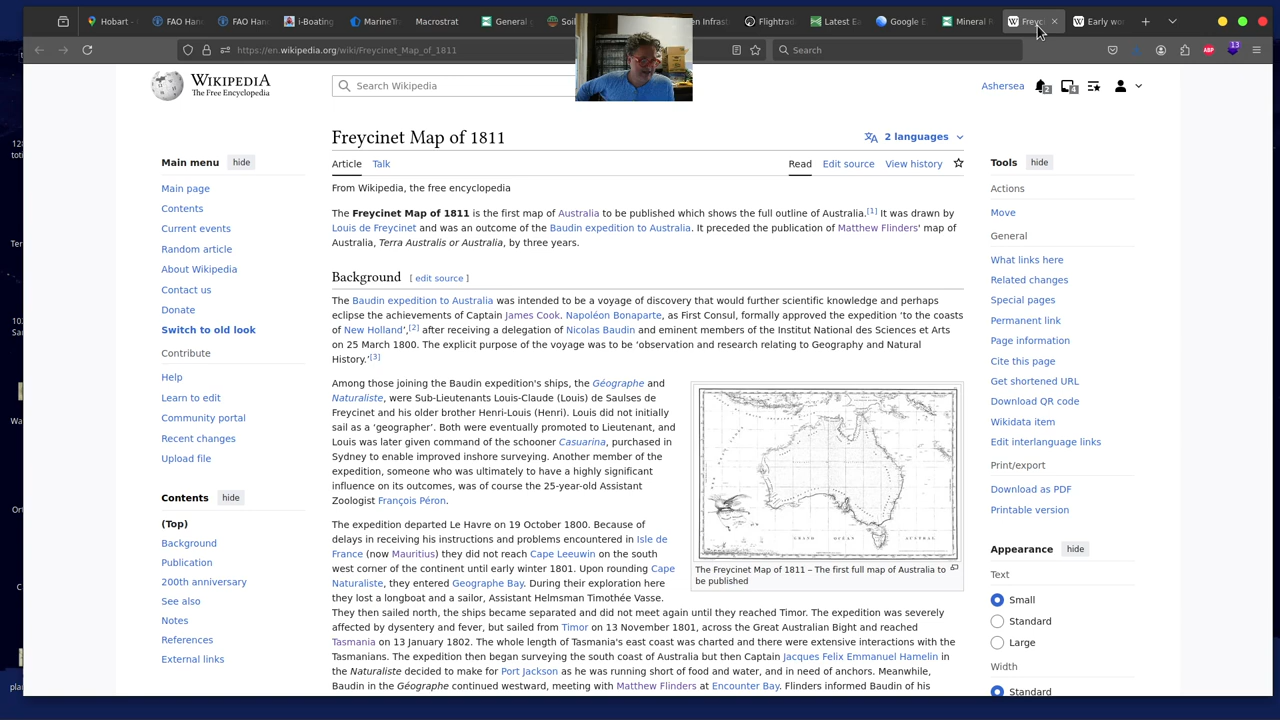 Hobart -
FAO Han
FAO Han
i-Boating
MarineTr
Macrostrat
General g
Soi
en Infrast
Flightrad
Latest Ea
Google E
Mineral R
Freyci
Early wo
https://en.wikipedia.org/wiki/Freycinet_Map_of_1811
Search
13
WIKIPEDIA
The Free Encyclopedia
Search Wikipedia
Ashersea
2
4
Main menu hide
Main page
Contents
Current events
Random article
About Wikipedia
Contact us
Donate
Switch to old look
Contribute
Help
Learn to edit
Community portal
Recent changes
Upload file
Contents hide
(Top)
Background
Publication
200th anniversary
See also
Notes
References
External links
Freycinet Map of 1811
2 languages
Article Talk
Read Edit source View history
From Wikipedia, the free encyclopedia
The Freycinet Map of 1811 is the first map of Australia to be published which shows the full outline of Australia.[1] It was drawn by
Louis de Freycinet and was an outcome of the Baudin expedition to Australia. It preceded the publication of Matthew Flinders' map of
Australia, Terra Australis or Australia, by three years.
Background [ edit source ]
The Baudin expedition to Australia was intended to be a voyage of discovery that would further scientific knowledge and perhaps
eclipse the achievements of Captain James Cook. Napoléon Bonaparte, as First Consul, formally approved the expedition 'to the coasts
of New Holland',[2] after receiving a delegation of Nicolas Baudin and eminent members of the Institut National des Sciences et Arts
on 25 March 1800. The explicit purpose of the voyage was to be 'observation and research relating to Geography and Natural
History.'[3]
Among those joining the Baudin expedition's ships, the Géographe and
Naturaliste, were Sub-Lieutenants Louis-Claude (Louis) de Saulses de
Freycinet and his older brother Henri-Louis (Henri). Louis did not initially
sail as a 'geographer'. Both were eventually promoted to Lieutenant, and
Louis was later given command of the schooner Casuarina, purchased in
Sydney to enable improved inshore surveying. Another member of the
expedition, someone who was ultimately to have a highly significant
influence on its outcomes, was of course the 25-year-old Assistant
Zoologist François Péron.
GRAND OCEAN AUSTRAL
The Freycinet Map of 1811 – The first full map of Australia to
be published
The expedition departed Le Havre on 19 October 1800. Because of
delays in receiving his instructions and problems encountered in Isle de
France (now Mauritius) they did not reach Cape Leeuwin on the south
west corner of the continent until early winter 1801. Upon rounding Cape
Naturaliste, they entered Geographe Bay. During their exploration here
they lost a longboat and a sailor, Assistant Helmsman Timothée Vasse.
They then sailed north, the ships became separated and did not meet again until they reached Timor. The expedition was severely
affected by dysentery and fever, but sailed from Timor on 13 November 1801, across the Great Australian Bight and reached
Tasmania on 13 January 1802. The whole length of Tasmania's east coast was charted and there were extensive interactions with the
Tasmanians. The expedition then began surveying the south coast of Australia but then Captain Jacques Felix Emmanuel Hamelin in
the Naturaliste decided to make for Port Jackson as he was running short of food and water, and in need of anchors. Meanwhile,
Baudin in the Géographe continued westward, meeting with Matthew Flinders at Encounter Bay. Flinders informed Baudin of his
Tools hide
Actions
Move
General
What links here
Related changes
Special pages
Permanent link
Page information
Cite this page
Get shortened URL
Download QR code
Wikidata item
Edit interlanguage links
Print/export
Download as PDF
Printable version
Appearance hide
Text
Small
Standard
Large
Width
Standard